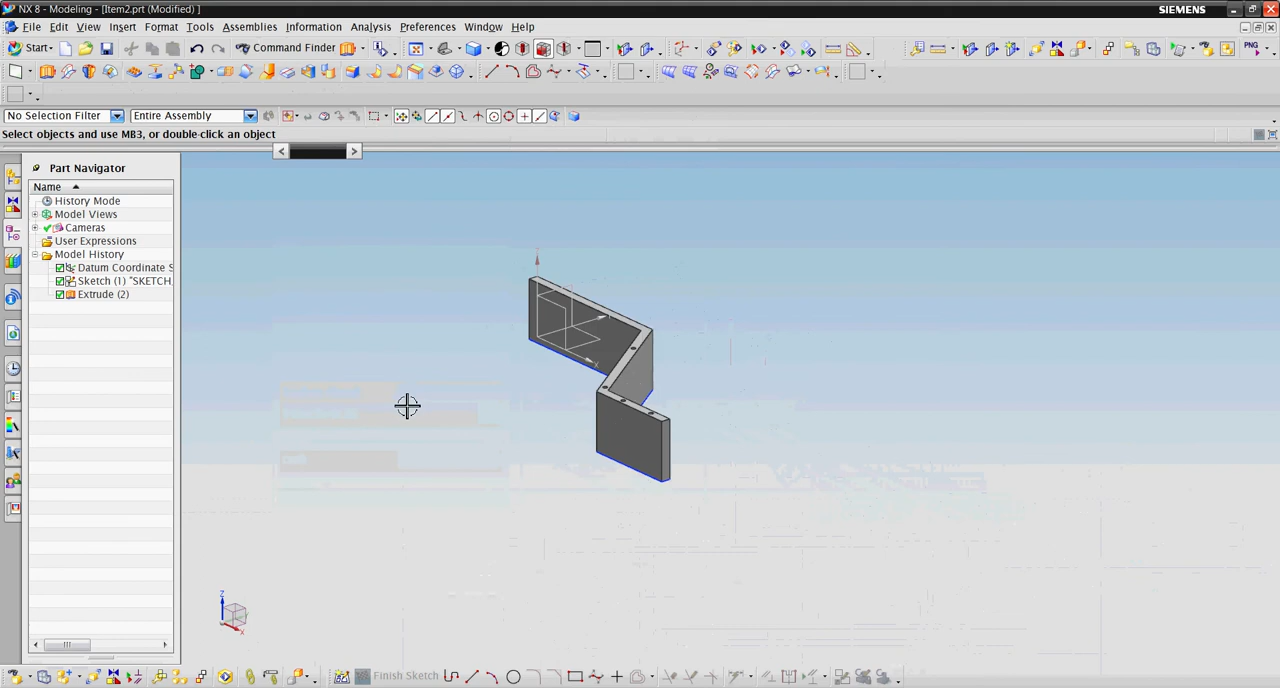 NX 8 - Modeling - [Item2.prt (Modified) ]
SIEMENS
File Edit View Insert Format Tools Assemblies Information Analysis Preferences Window Help
Start Command Finder PNG
No Selection Filter Entire Assembly
Select objects and use MB3, or double-click an object
Part Navigator
Name
History Mode
Model Views
Cameras
User Expressions
Model History
Datum Coordinate S
Sketch (1) "SKETCH_
Extrude (2)
Z
X
Finish Sketch